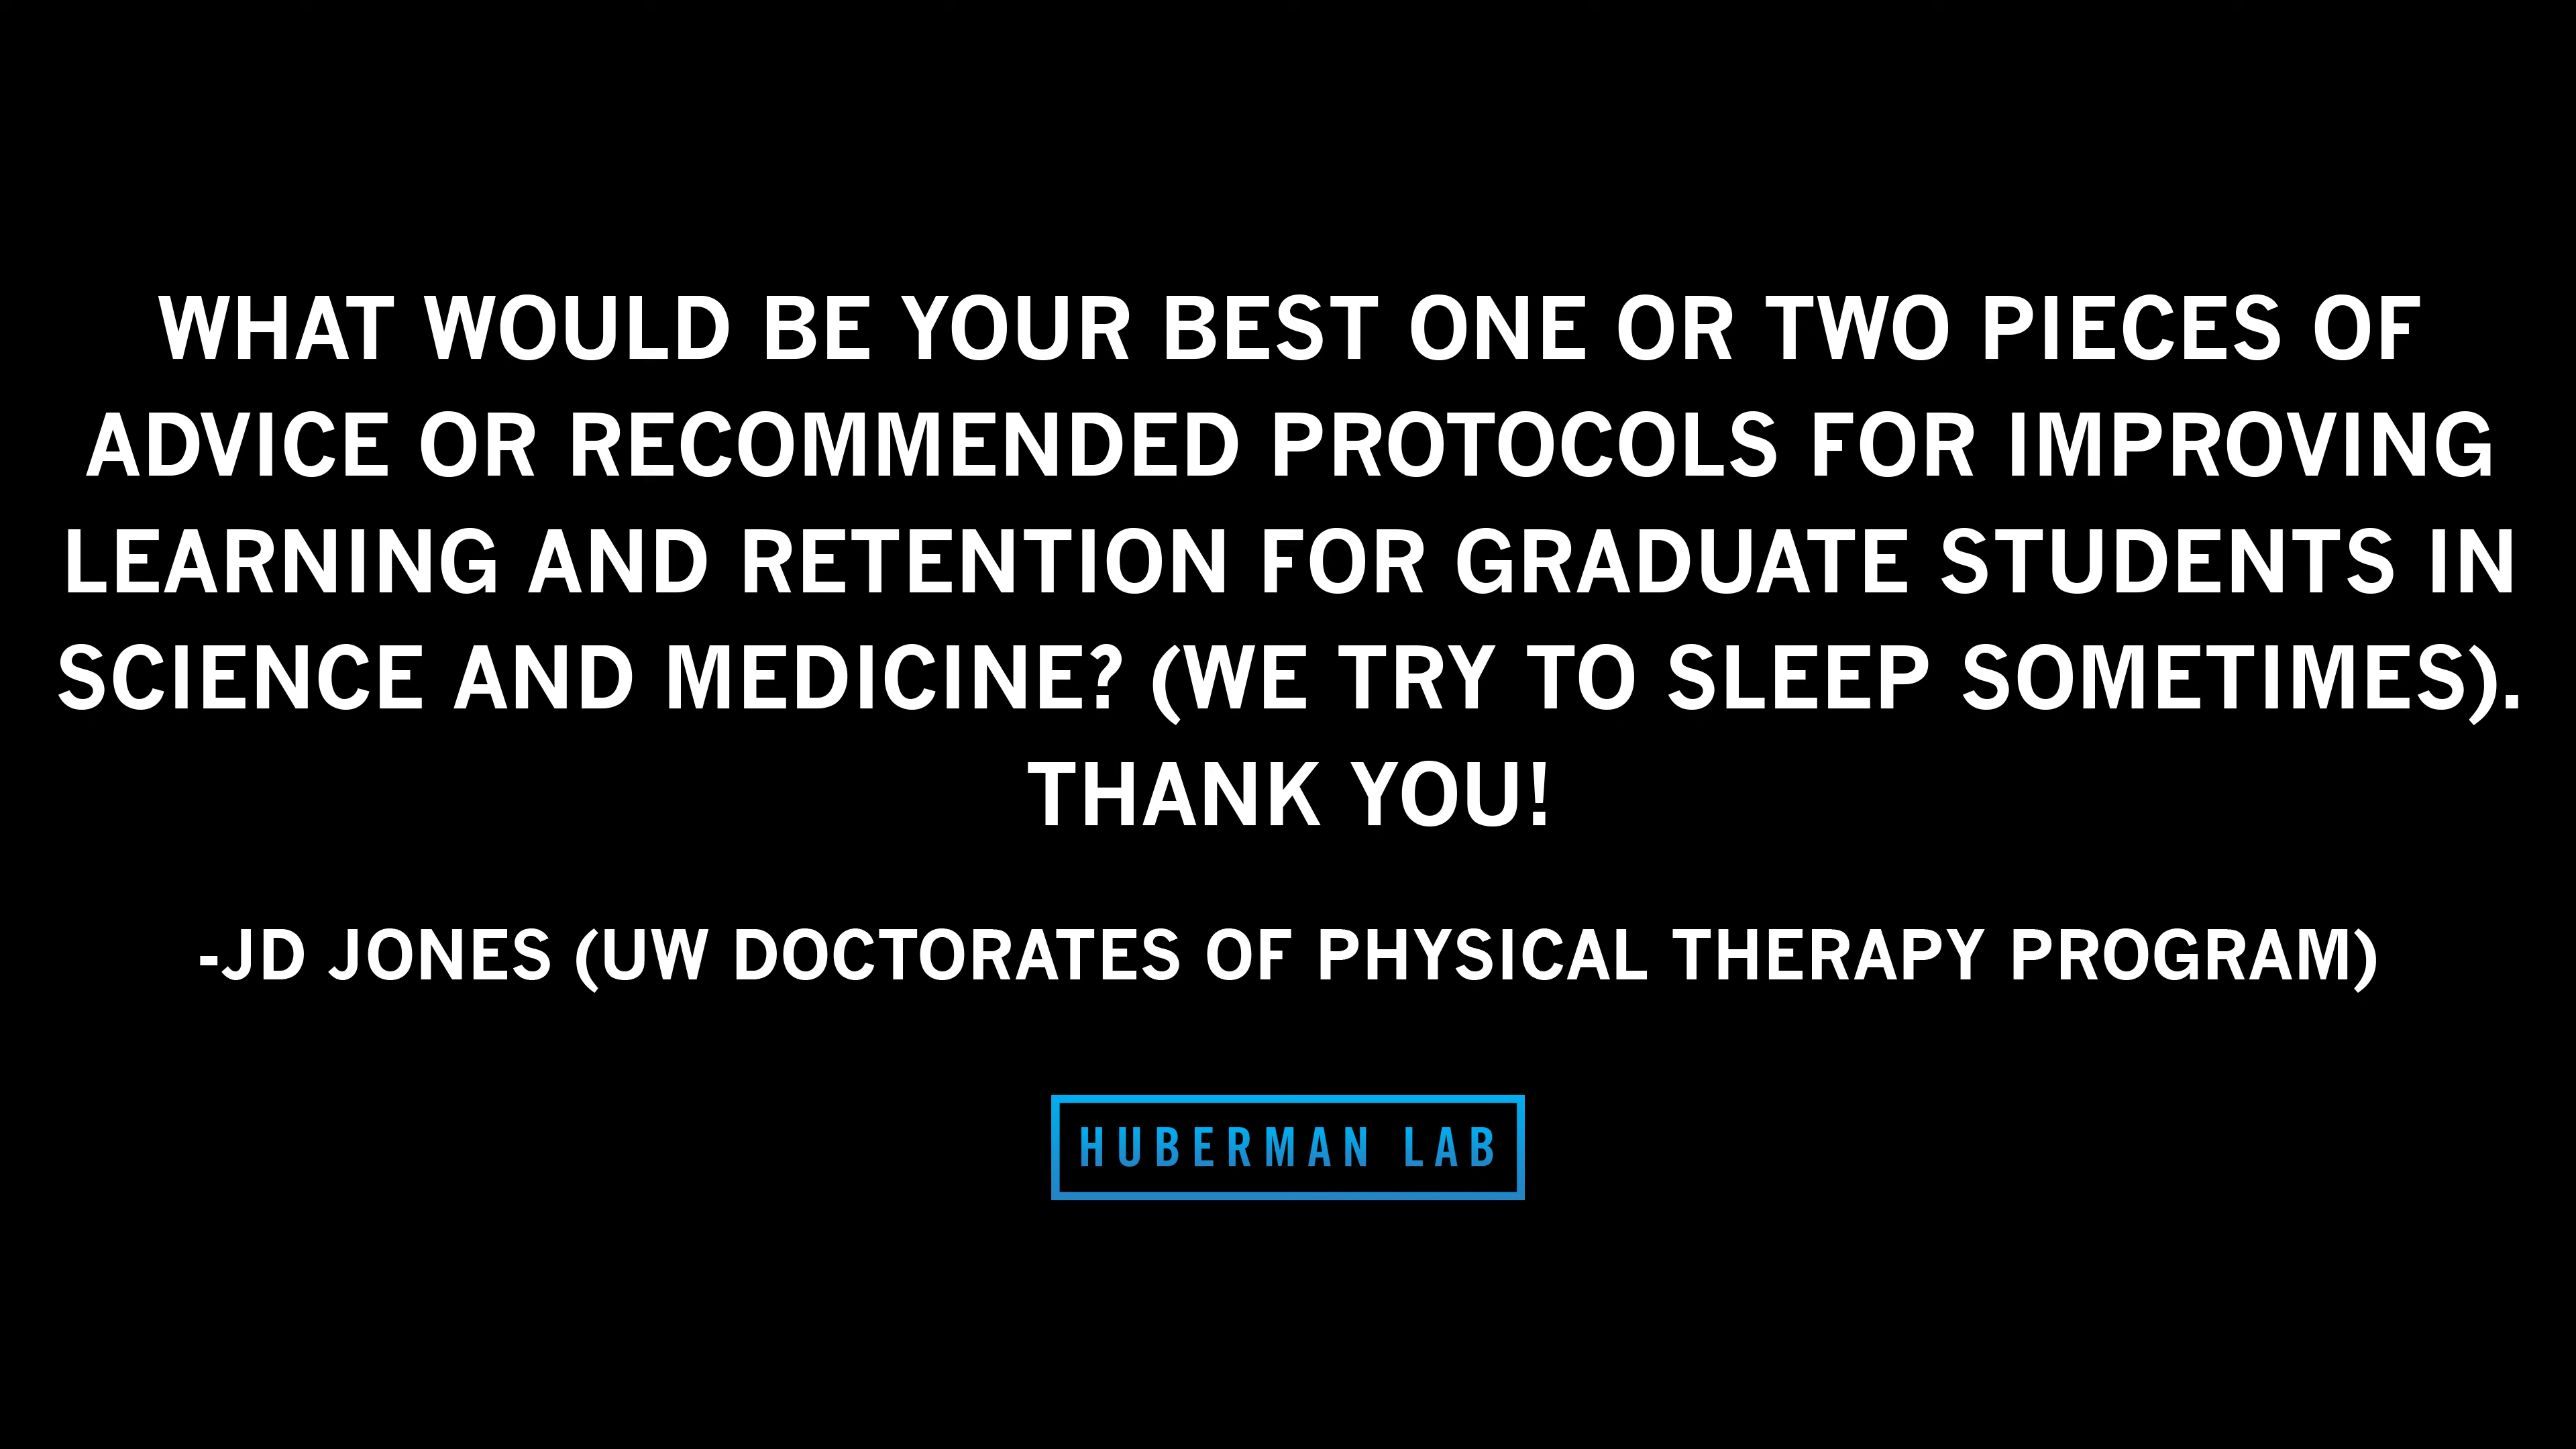 WHAT WOULD BE YOUR BEST ONE OR TWO PIECES OF
ADVICE OR RECOMMENDED PROTOCOLS FOR IMPROVING
LEARNING AND RETENTION FOR GRADUATE STUDENTS IN
SCIENCE AND MEDICINE? (WE TRY TO SLEEP SOMETIMES).
THANK YOU!
-JD JONES (UW DOCTORATES OF PHYSICAL THERAPY PROGRAM)
HUBERMAN LAB